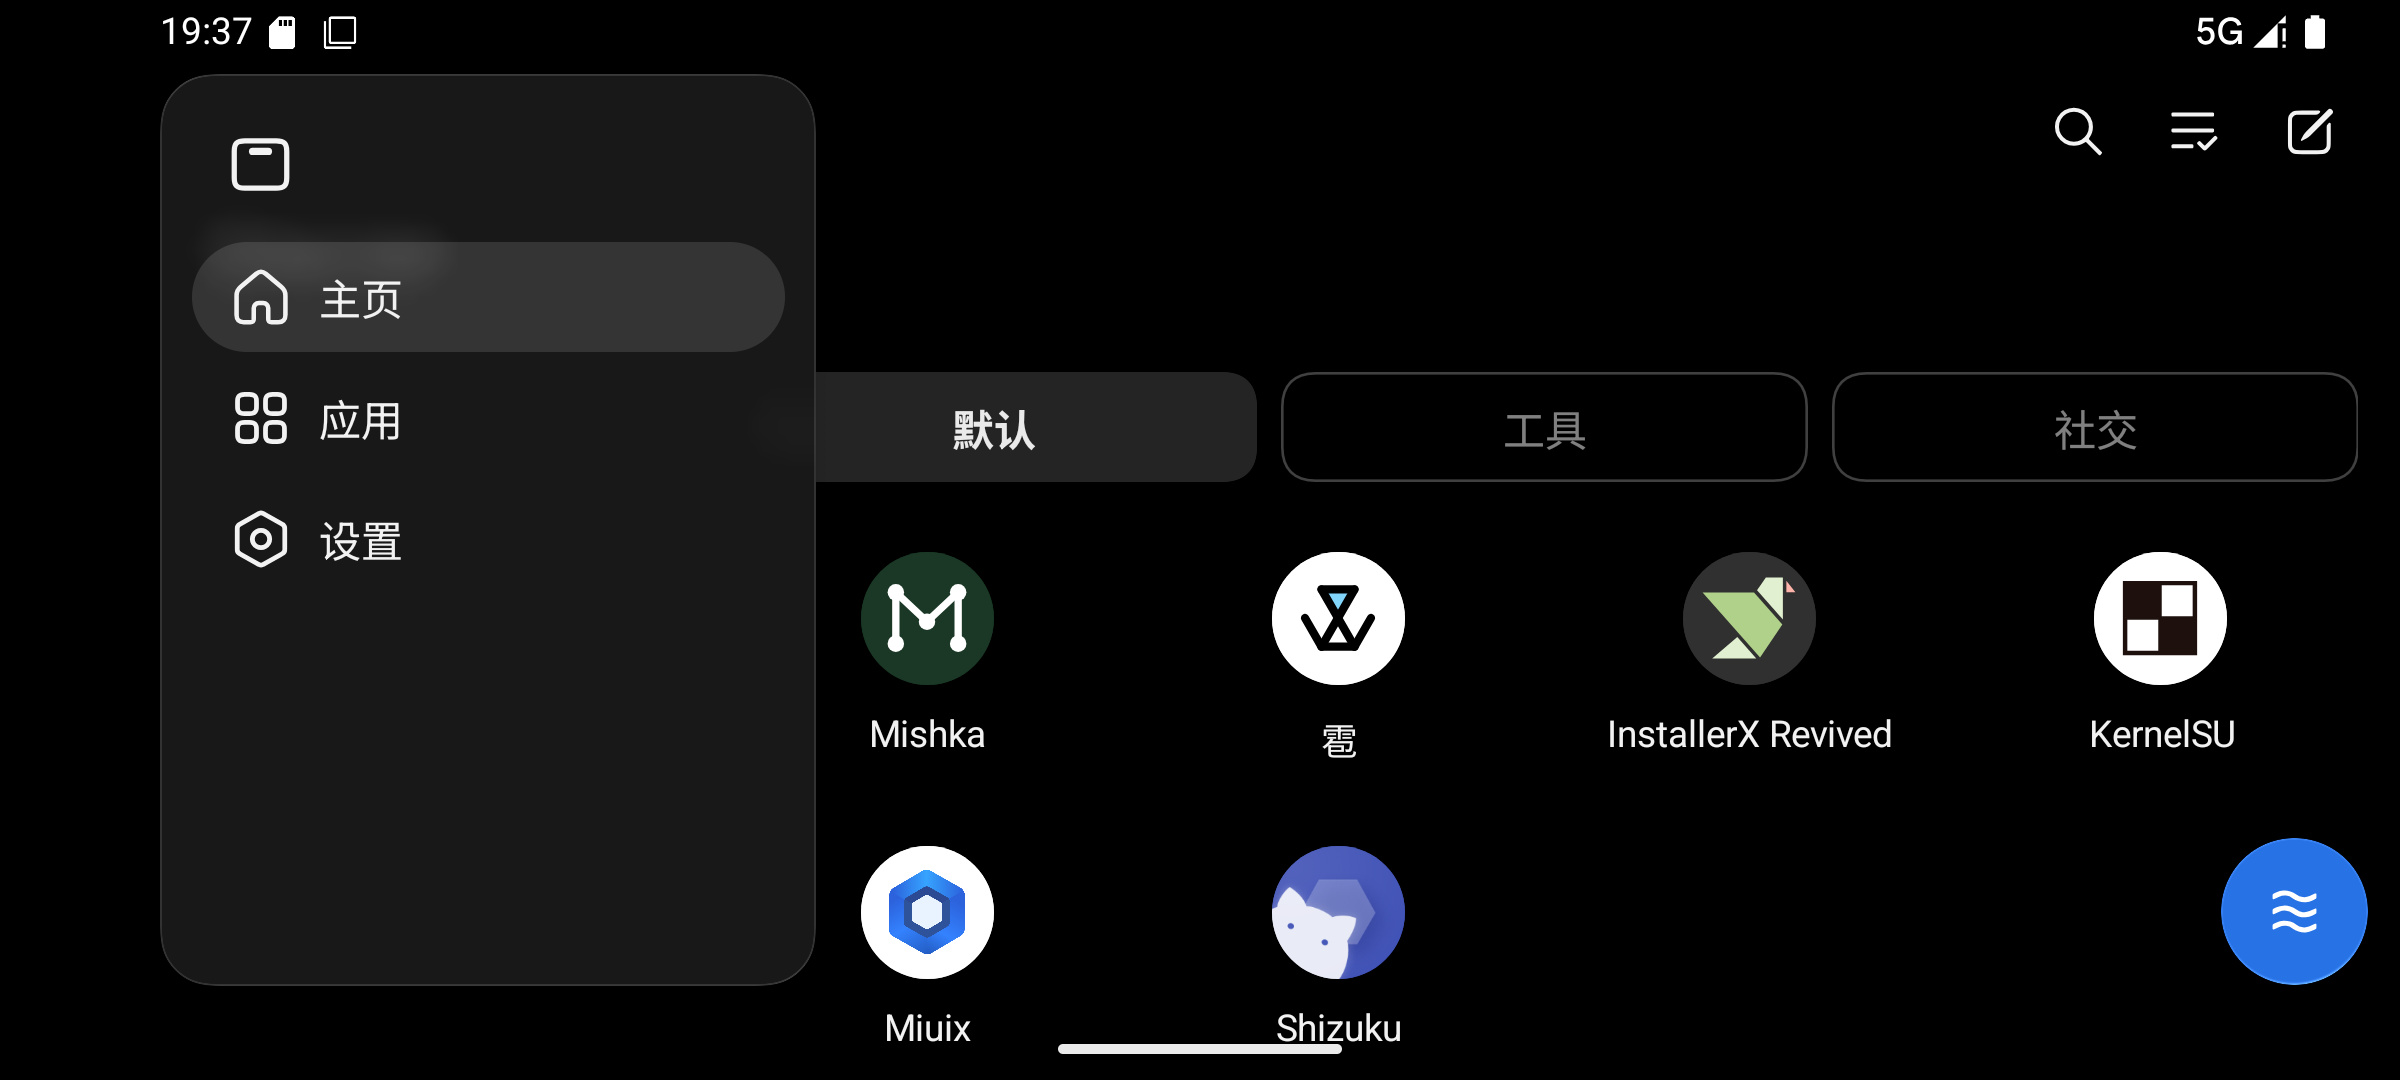 19:37
5G
主页
应用
设置
默认
工具
社交
Mishka
雹
InstallerX Revived
KernelSU
Miuix
Shizuku